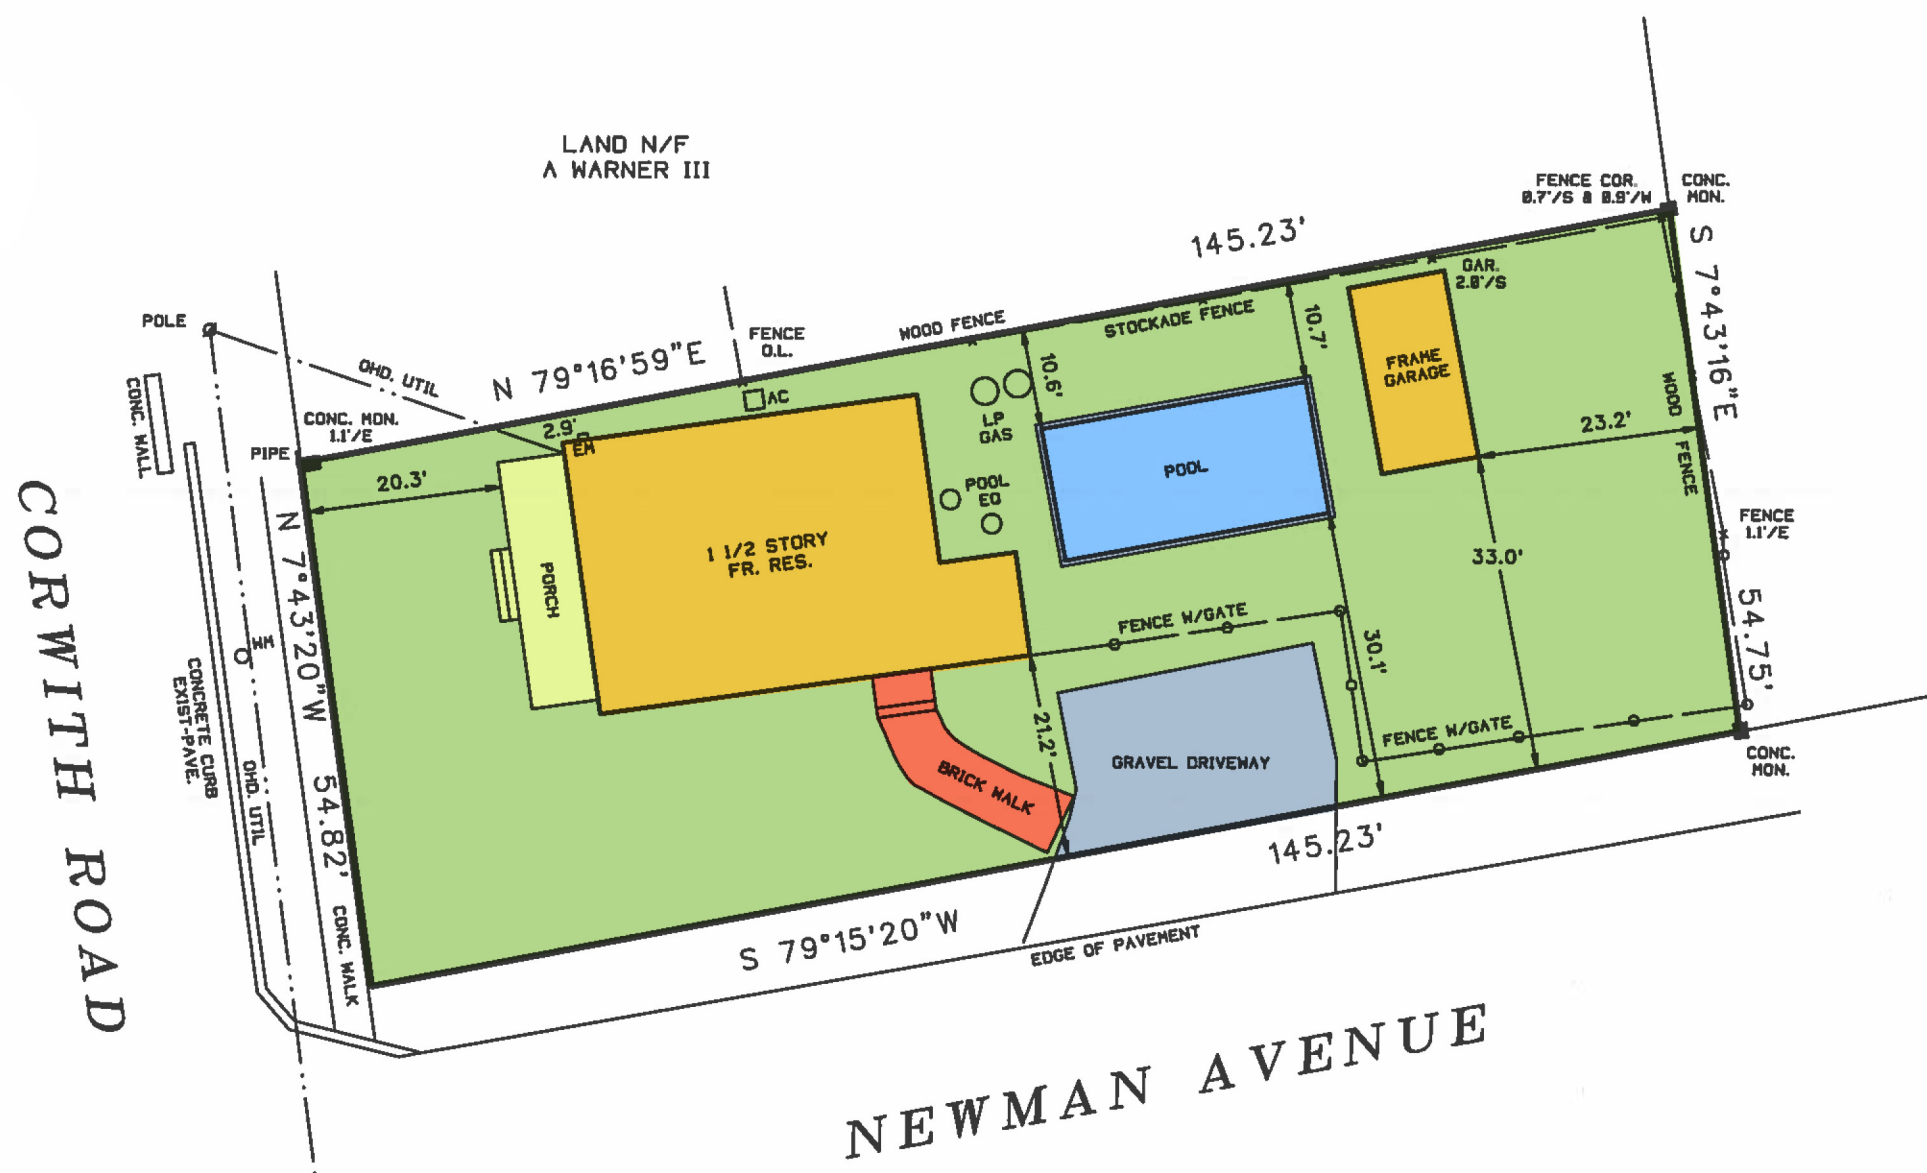 LAND N/F
A WARNER III
FENCE COR.
0.7'/S & 0.9'/W
CONC.
MON.
145.23'
GAR.
2.0'/S
S 7°43'16"E
POLE
OHD. UTIL
N 79°16'59"E
FENCE
O.L.
WOOD FENCE
STOCKADE FENCE
10.7'
10.6'
CONC. WALL
CONC. MON.
1.1'/E
PIPE
2.9'
EM
AC
LP
GAS
FRAME
GARAGE
WOOD
FENCE
23.2'
20.3'
POOL
EQ
POOL
N 7°43'20"W
1 1/2 STORY
FR. RES.
PORCH
33.0'
FENCE
1.1'/E
54.75'
WM
FENCE W/GATE
30.1'
CONCRETE CURB
EXIST-PAVE.
OHD. UTIL
54.82'
21.2'
FENCE W/GATE
CONC.
MON.
BRICK WALK
GRAVEL DRIVEWAY
145.23'
CONC. WALK
S 79°15'20"W
EDGE OF PAVEMENT
CORWITH ROAD
NEWMAN AVENUE